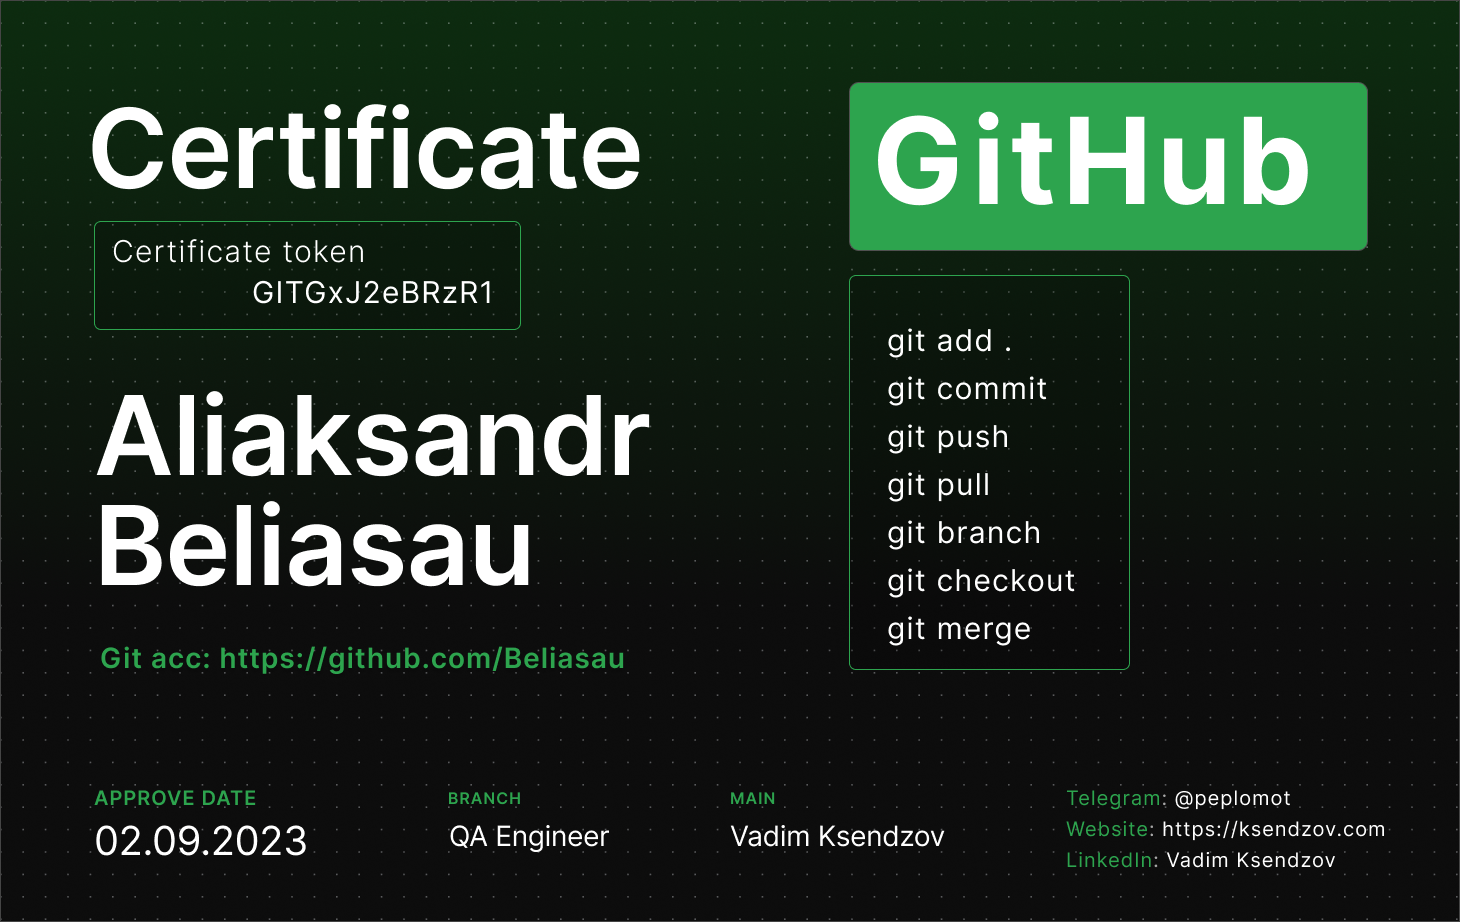 Certificate
Certificate token
GITGxJ2eBRzR1
Aliaksandr
Beliasau
Git acc: https://github.com/Beliasau
GitHub
git add .
git commit
git push
git pull
git branch
git checkout
git merge
APPROVE DATE
02.09.2023
BRANCH
QA Engineer
MAIN
Vadim Ksendzov
Telegram: @peplomot
Website: https://ksendzov.com
LinkedIn: Vadim Ksendzov